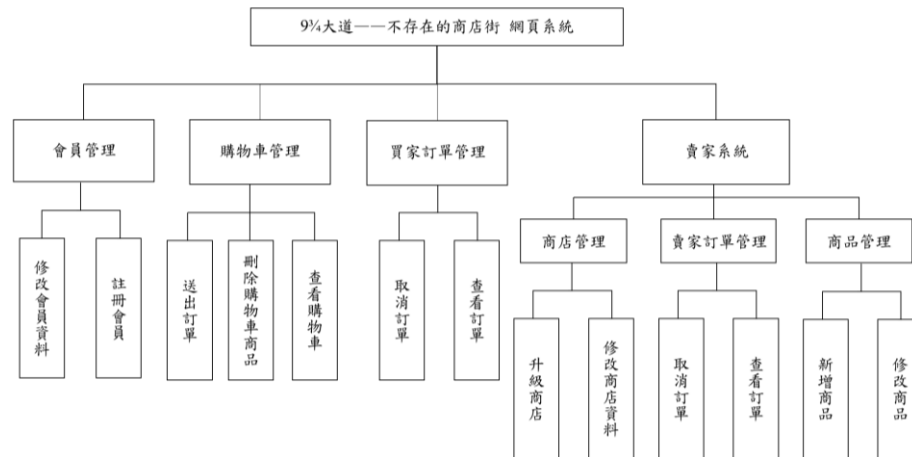 9¾大道——不存在的商店街 網頁系統
會員管理
購物車管理
買家訂單管理
賣家系統
商店管理
賣家訂單管理
商品管理
修改會員資料
註冊會員
送出訂單
刪除購物車商品
查看購物車
取消訂單
查看訂單
升級商店
修改商店資料
取消訂單
查看訂單
新增商品
修改商品